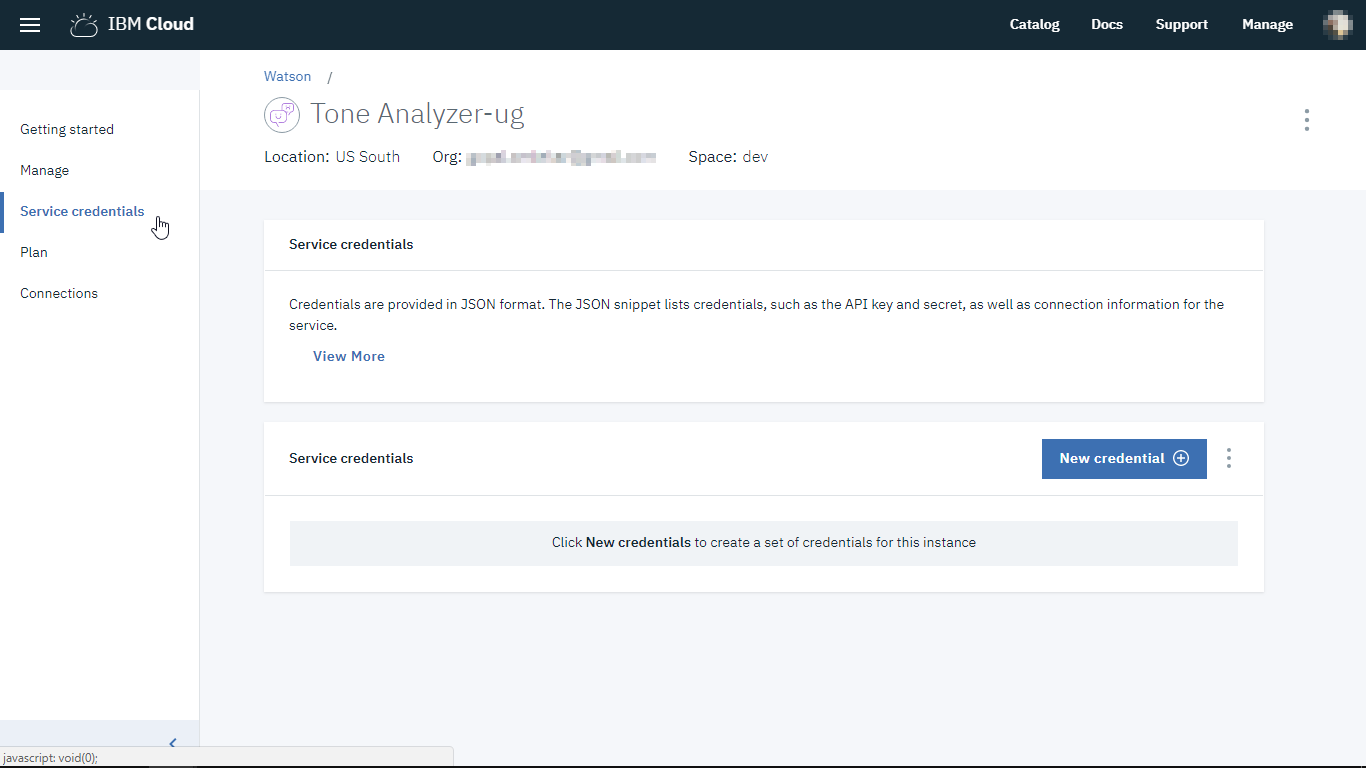 IBM Cloud
Catalog Docs Support Manage
Watson /
Tone Analyzer-ug
Location: US South Org: Space: dev
Getting started
Manage
Service credentials
Plan
Connections
Service credentials
Credentials are provided in JSON format. The JSON snippet lists credentials, such as the API key and secret, as well as connection information for the
service.
View More
Service credentials
New credential
Click New credentials to create a set of credentials for this instance
javascript: void(0);